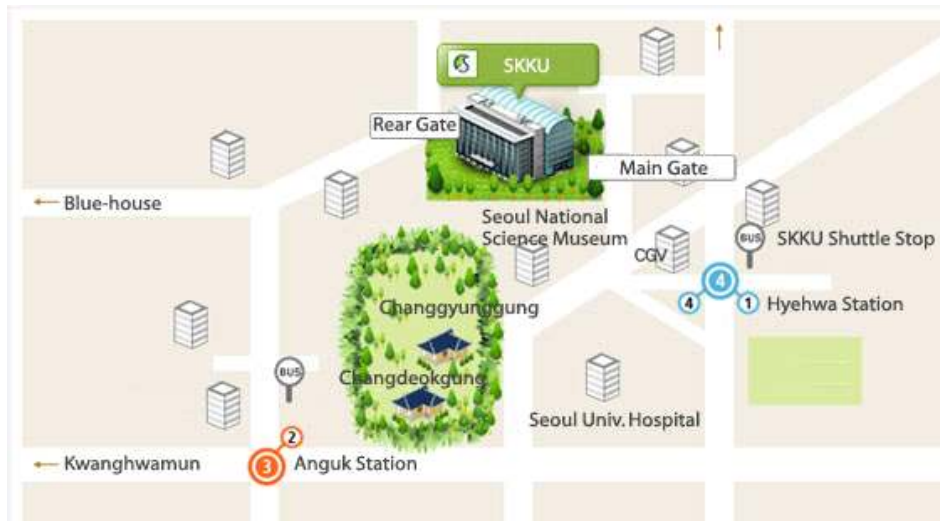 SKKU
Rear Gate
Main Gate
Blue-house
Seoul National
Science Museum
BUS
SKKU Shuttle Stop
CGV
4
4
1
Hyehwa Station
Changgyunggung
BUS
Changdeokgung
Seoul Univ. Hospital
2
Kwanghwamun
3
Anguk Station